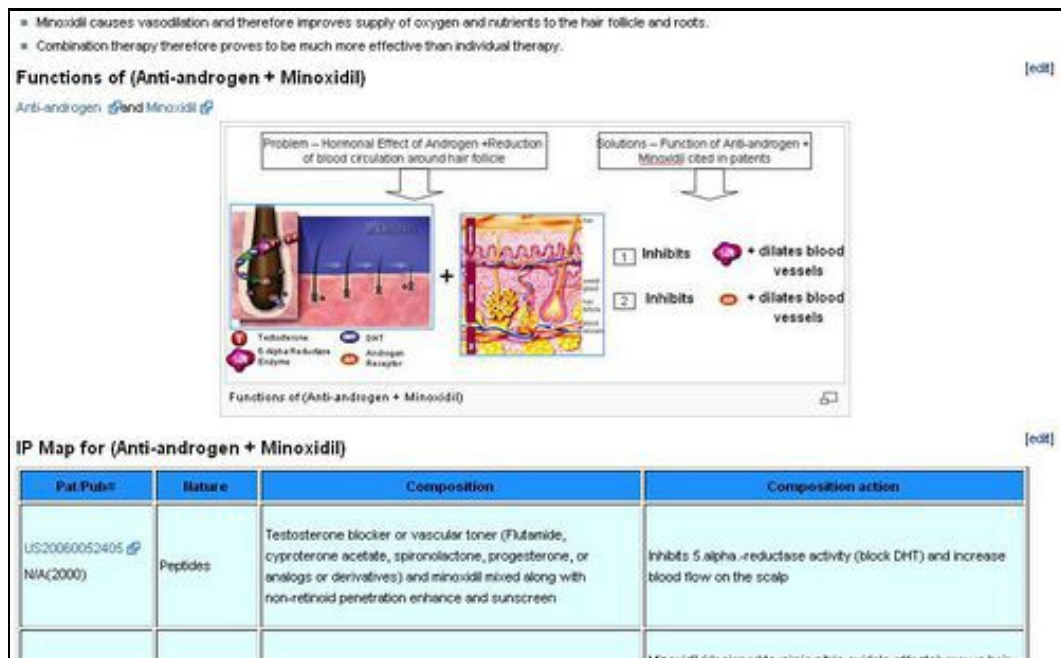 Minoxidil causes vasodilation and therefore improves supply of oxygen and nutrients to the hair follicle and roots.
Combination therapy therefore proves to be much more effective than individual therapy.
Functions of (Anti-androgen + Minoxidil)
[edit]
Anti-androgen and Minoxidil
Problem – Hormonal Effect of Androgen +Reduction
of blood circulation around hair follicle
Solutions – Function of Anti-androgen +
Minoxidil cited in patents
+
1 Inhibits + dilates blood
vessels
2 Inhibits + dilates blood
vessels
Testosterone DHT
5 Alpha Reductase
Enzyme
Androgen
Receptor
Functions of (Anti-androgen + Minoxidil)
IP Map for (Anti-androgen + Minoxidil)
[edit]
Pat/Pub# Nature Composition Composition action
US20060052405
N/A(2000)
Peptides
Testosterone blocker or vascular toner (Flutamide,
cyproterone acetate, spironolactone, progesterone, or
analogs or derivatives) and minoxidil mixed along with
non-retinoid penetration enhance and sunscreen
Inhibits 5.alpha.-reductase activity (block DHT) and increase
blood flow on the scalp